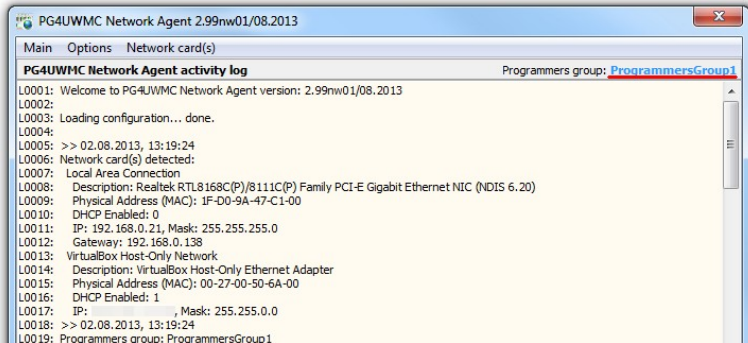 PG4UWMC Network Agent 2.99nw01/08.2013
Main Options Network card(s)
PG4UWMC Network Agent activity log Programmers group: ProgrammersGroup1
L0001: Welcome to PG4UWMC Network Agent version: 2.99nw01/08.2013
L0002:
L0003: Loading configuration... done.
L0004:
L0005: >> 02.08.2013, 13:19:24
L0006: Network card(s) detected:
L0007: Local Area Connection
L0008: Description: Realtek RTL8168C(P)/8111C(P) Family PCI-E Gigabit Ethernet NIC (NDIS 6.20)
L0009: Physical Address (MAC): 1F-D0-9A-47-C1-00
L0010: DHCP Enabled: 0
L0011: IP: 192.168.0.21, Mask: 255.255.255.0
L0012: Gateway: 192.168.0.138
L0013: VirtualBox Host-Only Network
L0014: Description: VirtualBox Host-Only Ethernet Adapter
L0015: Physical Address (MAC): 00-27-00-50-6A-00
L0016: DHCP Enabled: 1
L0017: IP: , Mask: 255.255.0.0
L0018: >> 02.08.2013, 13:19:24
L0019: Programmers group: ProgrammersGroup1